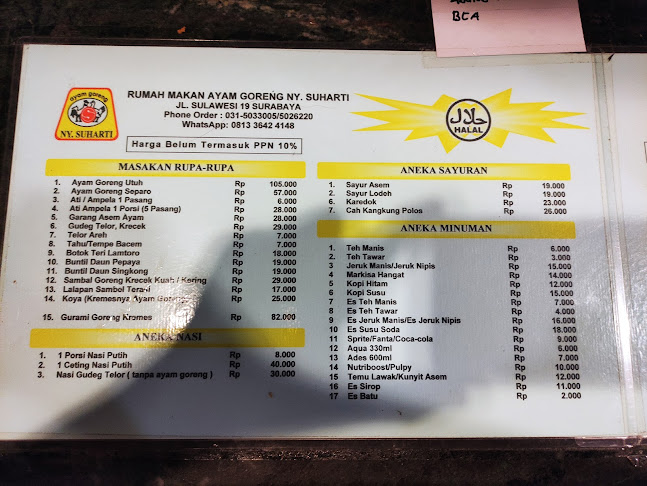 BCA
ayam goreng
NY. SUHARTI
RUMAH MAKAN AYAM GORENG NY. SUHARTI
JL. SULAWESI 19 SURABAYA
Phone Order : 031-5033005/5026220
WhatsApp: 0813 3642 4148
Harga Belum Termasuk PPN 10%
حلال
HALAL
MASAKAN RUPA-RUPA
1. Ayam Goreng Utuh Rp 105.000
2. Ayam Goreng Separo Rp 57.000
3. Ati / Ampela 1 Pasang Rp 6.000
4. Ati Ampela 1 Porsi (5 Pasang) Rp 28.000
5. Garang Asem Ayam Rp 28.000
6. Gudeg Telor, Krecek Rp 29.000
7. Telor Areh Rp 7.000
8. Tahu/Tempe Bacem Rp 7.000
9. Botok Teri Lamtoro Rp 18.000
10. Buntil Daun Pepaya Rp 19.000
11. Buntil Daun Singkong Rp 19.000
12. Sambal Goreng Krecek Kuah / Kering Rp 29.000
13. Lalapan Sambal Terasi Rp 17.000
14. Koya (Kremesnya Ayam Goreng) Rp 25.000
15. Gurami Goreng Kremes Rp 82.000
ANEKA NASI
1. 1 Porsi Nasi Putih Rp 8.000
2. 1 Ceting Nasi Putih Rp 40.000
3. Nasi Gudeg Telor ( tanpa ayam goreng ) Rp 30.000
ANEKA SAYURAN
1. Sayur Asem Rp 19.000
2. Sayur Lodeh Rp 19.000
6. Karedok Rp 23.000
7. Cah Kangkung Polos Rp 26.000
ANEKA MINUMAN
1. Teh Manis Rp 6.000
2. Teh Tawar Rp 3.000
3 Jeruk Manis/Jeruk Nipis Rp 15.000
4 Markisa Hangat Rp 14.000
5 Kopi Hitam Rp 12.000
6 Kopi Susu Rp 15.000
7 Es Teh Manis Rp 7.000
8 Es Teh Tawar Rp 4.000
9 Es Jeruk Manis/Es Jeruk Nipis Rp 16.000
10 Es Susu Soda Rp 18.000
11 Sprite/Fanta/Coca-cola Rp 9.000
12 Aqua 330ml Rp 6.000
13 Ades 600ml Rp 7.000
14 Nutriboost/Pulpy Rp 10.000
15 Temu Lawak/Kunyit Asem Rp 12.000
16 Es Sirop Rp 11.000
17 Es Batu Rp 2.000